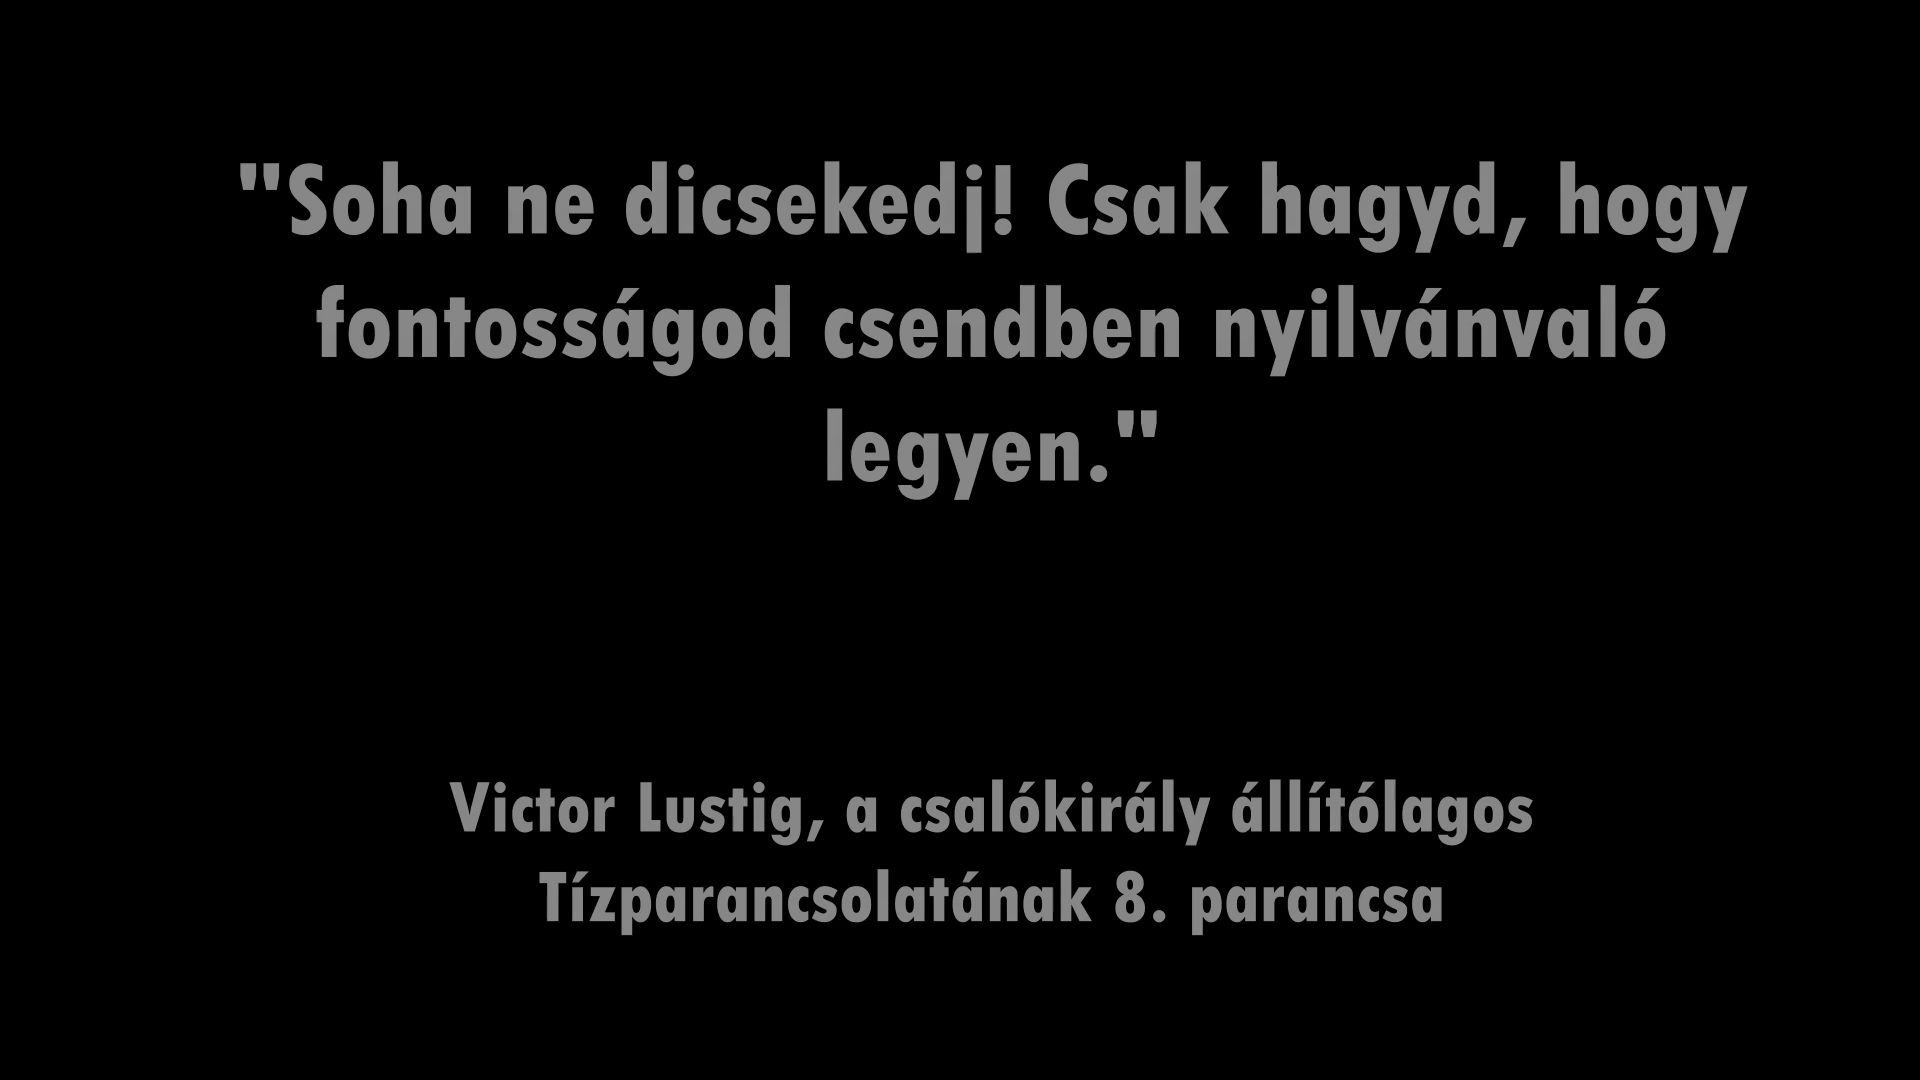 "Soha ne dicsekedj! Csak hagyd, hogy
fontosságod csendben nyilvánvaló
legyen."
Victor Lustig, a csalókirály állítólagos
Tízparancsolatának 8. parancsa